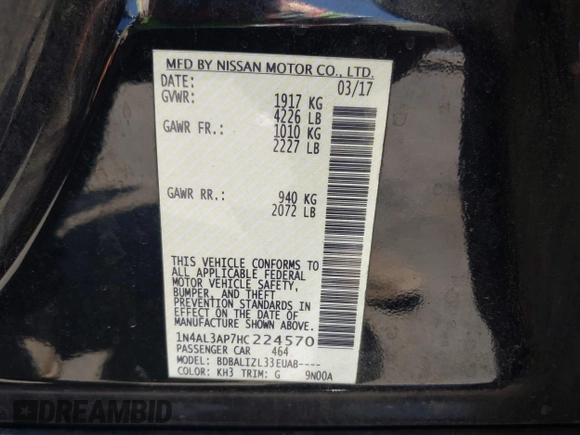 MFD BY NISSAN MOTOR CO., LTD.
DATE: 03/17
GVWR: 1917 KG
4226 LB
GAWR FR.: 1010 KG
2227 LB
GAWR RR.: 940 KG
2072 LB
THIS VEHICLE CONFORMS TO
ALL APPLICABLE FEDERAL
MOTOR VEHICLE SAFETY,
BUMPER, AND THEFT
PREVENTION STANDARDS IN
EFFECT ON THE DATE OF
MANUFACTURE SHOWN ABOVE.
1N4AL3AP7HC224570
PASSENGER CAR 464
MODEL: BDBALIZL33EUAB----
COLOR: KH3 TRIM: G 9N00A
DREAMBID